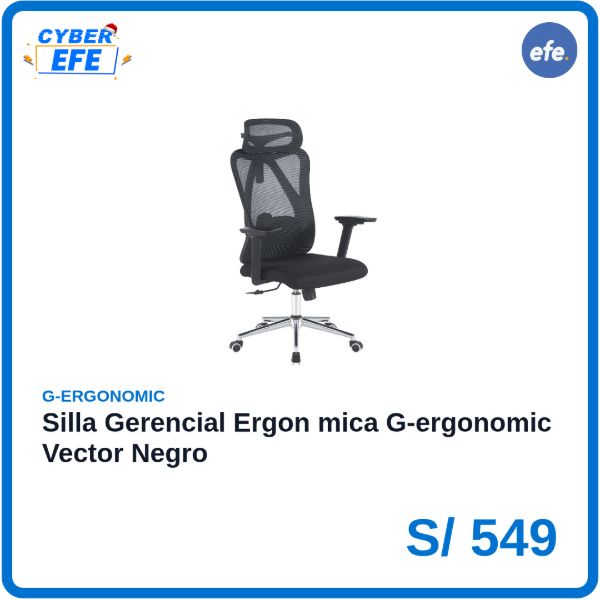 CYBER
EFE
efe.
G-ERGONOMIC
Silla Gerencial Ergon mica G-ergonomic
Vector Negro
S/ 549